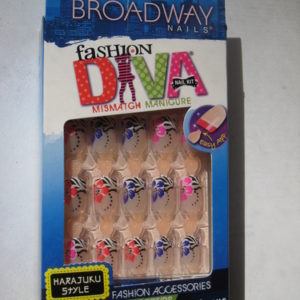 BROADWAY
NAILS®
fasHION
DIVA
NAIL KIT
MISMATCH MANICURE
HARAJUKU
STYLE
FASHION ACCESSORIES